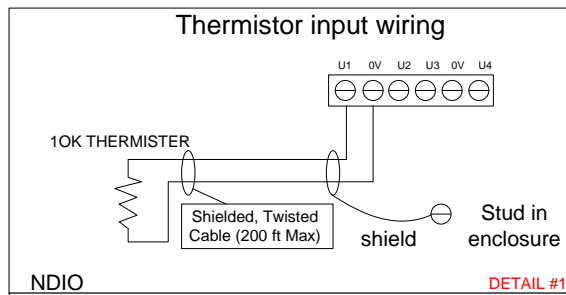 Thermistor input wiring
U1 0V U2 U3 0V U4
1OK THERMISTER
Shielded, Twisted
Cable (200 ft Max)
shield
Stud in
enclosure
NDIO
DETAIL #1